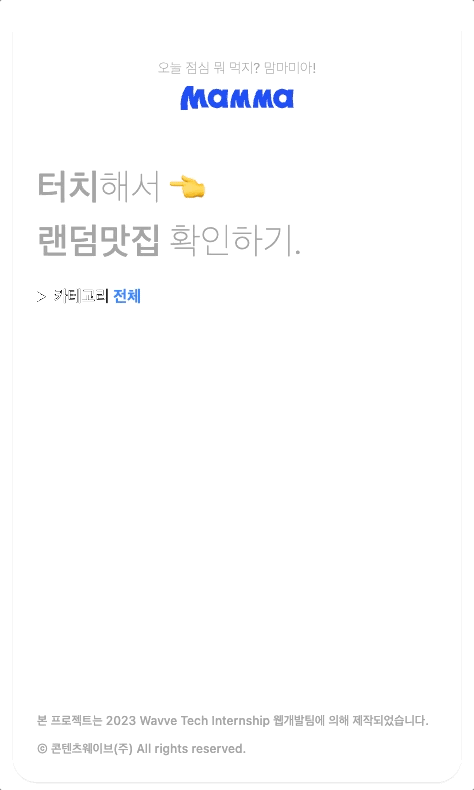 오늘 점심 뭐 먹지? 맘마미아!
Mamma
터치해서 👈
랜덤맛집 확인하기.
> 카테고리 전체
본 프로젝트는 2023 Wavve Tech Internship 웹개발팀에 의해 제작되었습니다.
© 콘텐츠웨이브(주) All rights reserved.